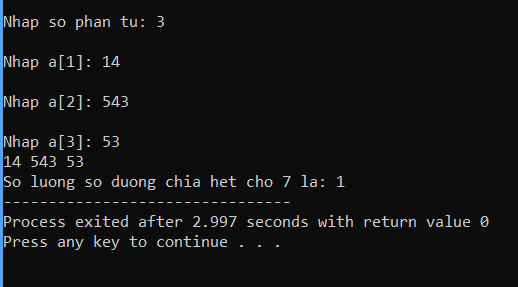 Nhap so phan tu: 3
Nhap a[1]: 14
Nhap a[2]: 543
Nhap a[3]: 53
14 543 53
So luong so duong chia het cho 7 la: 1
--------------------------------
Process exited after 2.997 seconds with return value 0
Press any key to continue . . .